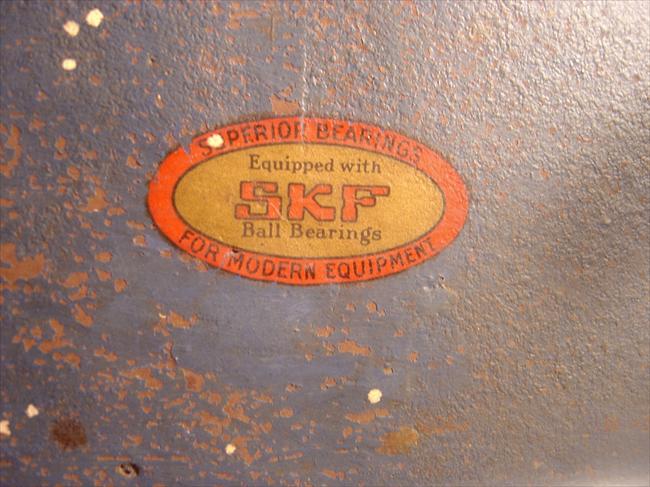 SUPERIOR BEARINGS
Equipped with
SKF
Ball Bearings
FOR MODERN EQUIPMENT